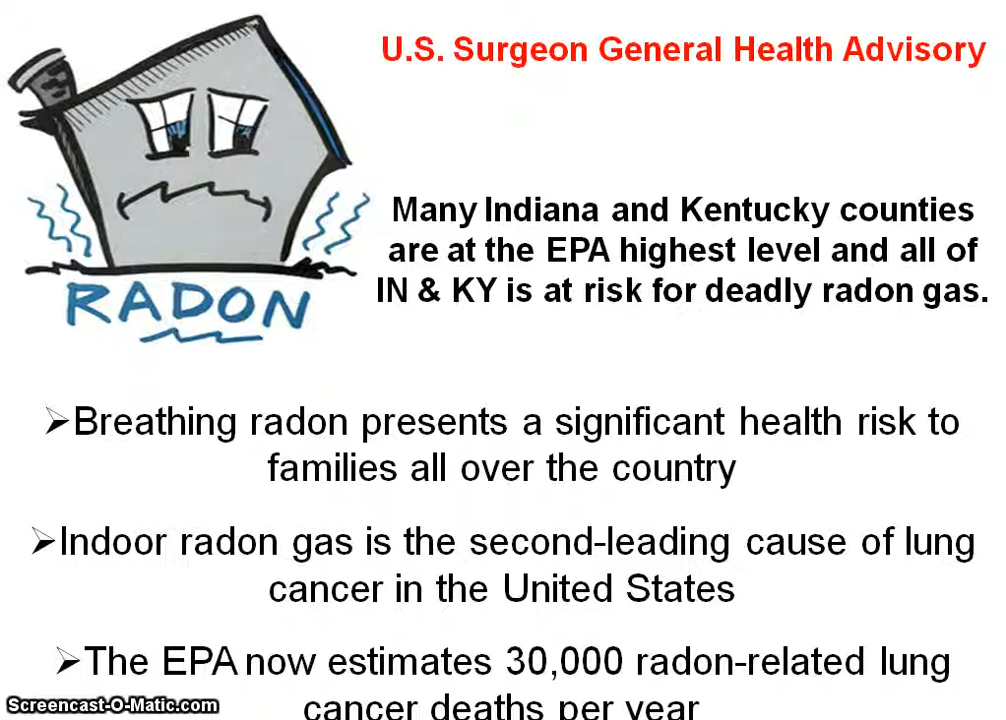 U.S. Surgeon General Health Advisory
Many Indiana and Kentucky counties
are at the EPA highest level and all of
IN & KY is at risk for deadly radon gas.
RADON
➢Breathing radon presents a significant health risk to
families all over the country
➢Indoor radon gas is the second-leading cause of lung
cancer in the United States
➢The EPA now estimates 30,000 radon-related lung
cancer deaths per year
Screencast-O-Matic.com